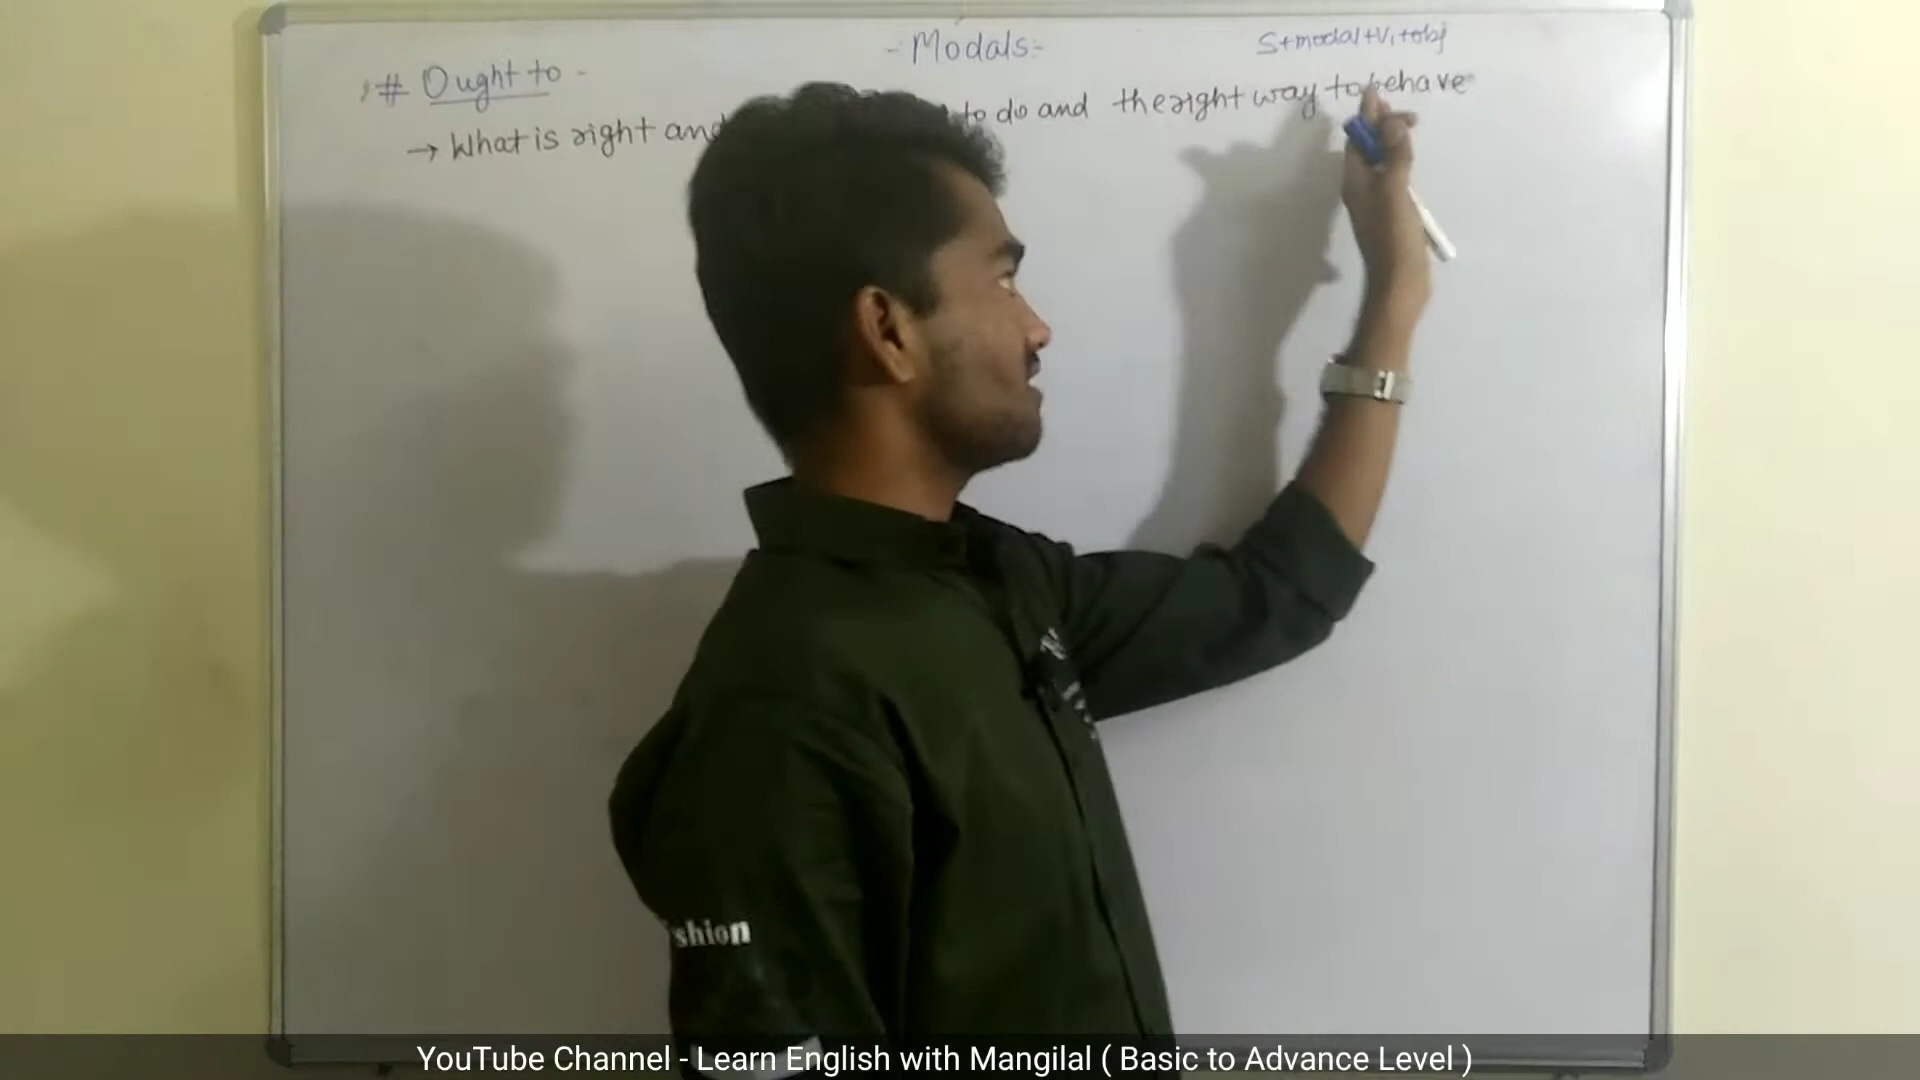 -: Modals:-
S+modal+V₁+obj
# Ought to -
→ What is right and to do and the right way to behave
shion
YouTube Channel - Learn English with Mangilal ( Basic to Advance Level )